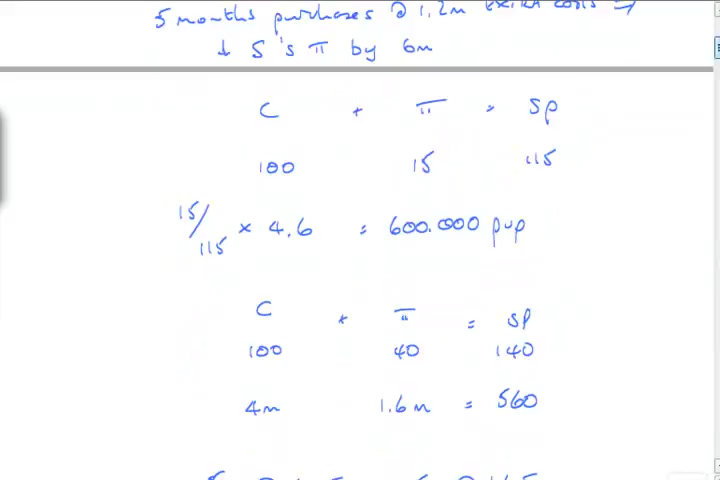 5 months purchases @ 1.2m extra costs →
↓ S's π by 6m
C + π = SP
100 15 115
15/115 × 4.6 = 600.000 pup
C + π = SP
100 40 140
4m 1.6m = 560